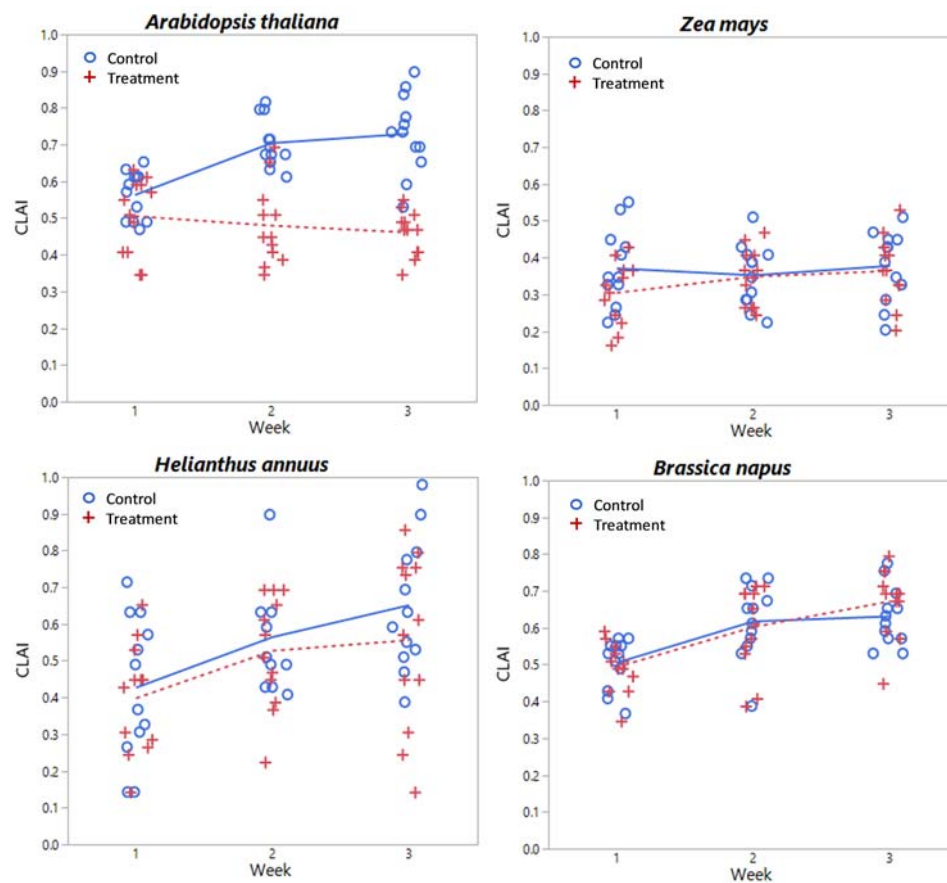 Arabidopsis thaliana
1.0
0.9
0.8
0.7
0.6
0.5
0.4
0.3
0.2
0.1
0.0
CLAI
Control
Treatment
1 2 3
Week
Zea mays
1.0
0.9
0.8
0.7
0.6
0.5
0.4
0.3
0.2
0.1
0.0
CLAI
Control
Treatment
1 2 3
Week
Helianthus annuus
1.0
0.9
0.8
0.7
0.6
0.5
0.4
0.3
0.2
0.1
0.0
CLAI
Control
Treatment
1 2 3
Week
Brassica napus
1.0
0.9
0.8
0.7
0.6
0.5
0.4
0.3
0.2
0.1
0.0
CLAI
Control
Treatment
1 2 3
Week